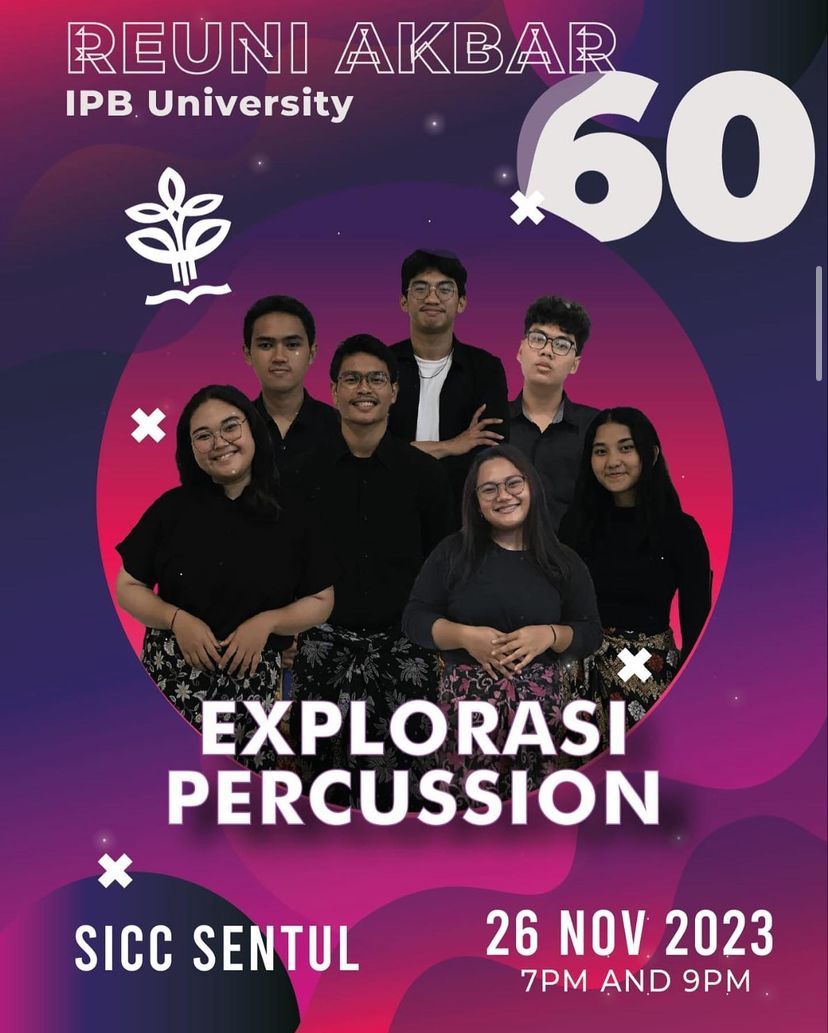 REUNI AKBAR
IPB University
60
EXPLORASI
PERCUSSION
SICC SENTUL
26 NOV 2023
7PM AND 9PM